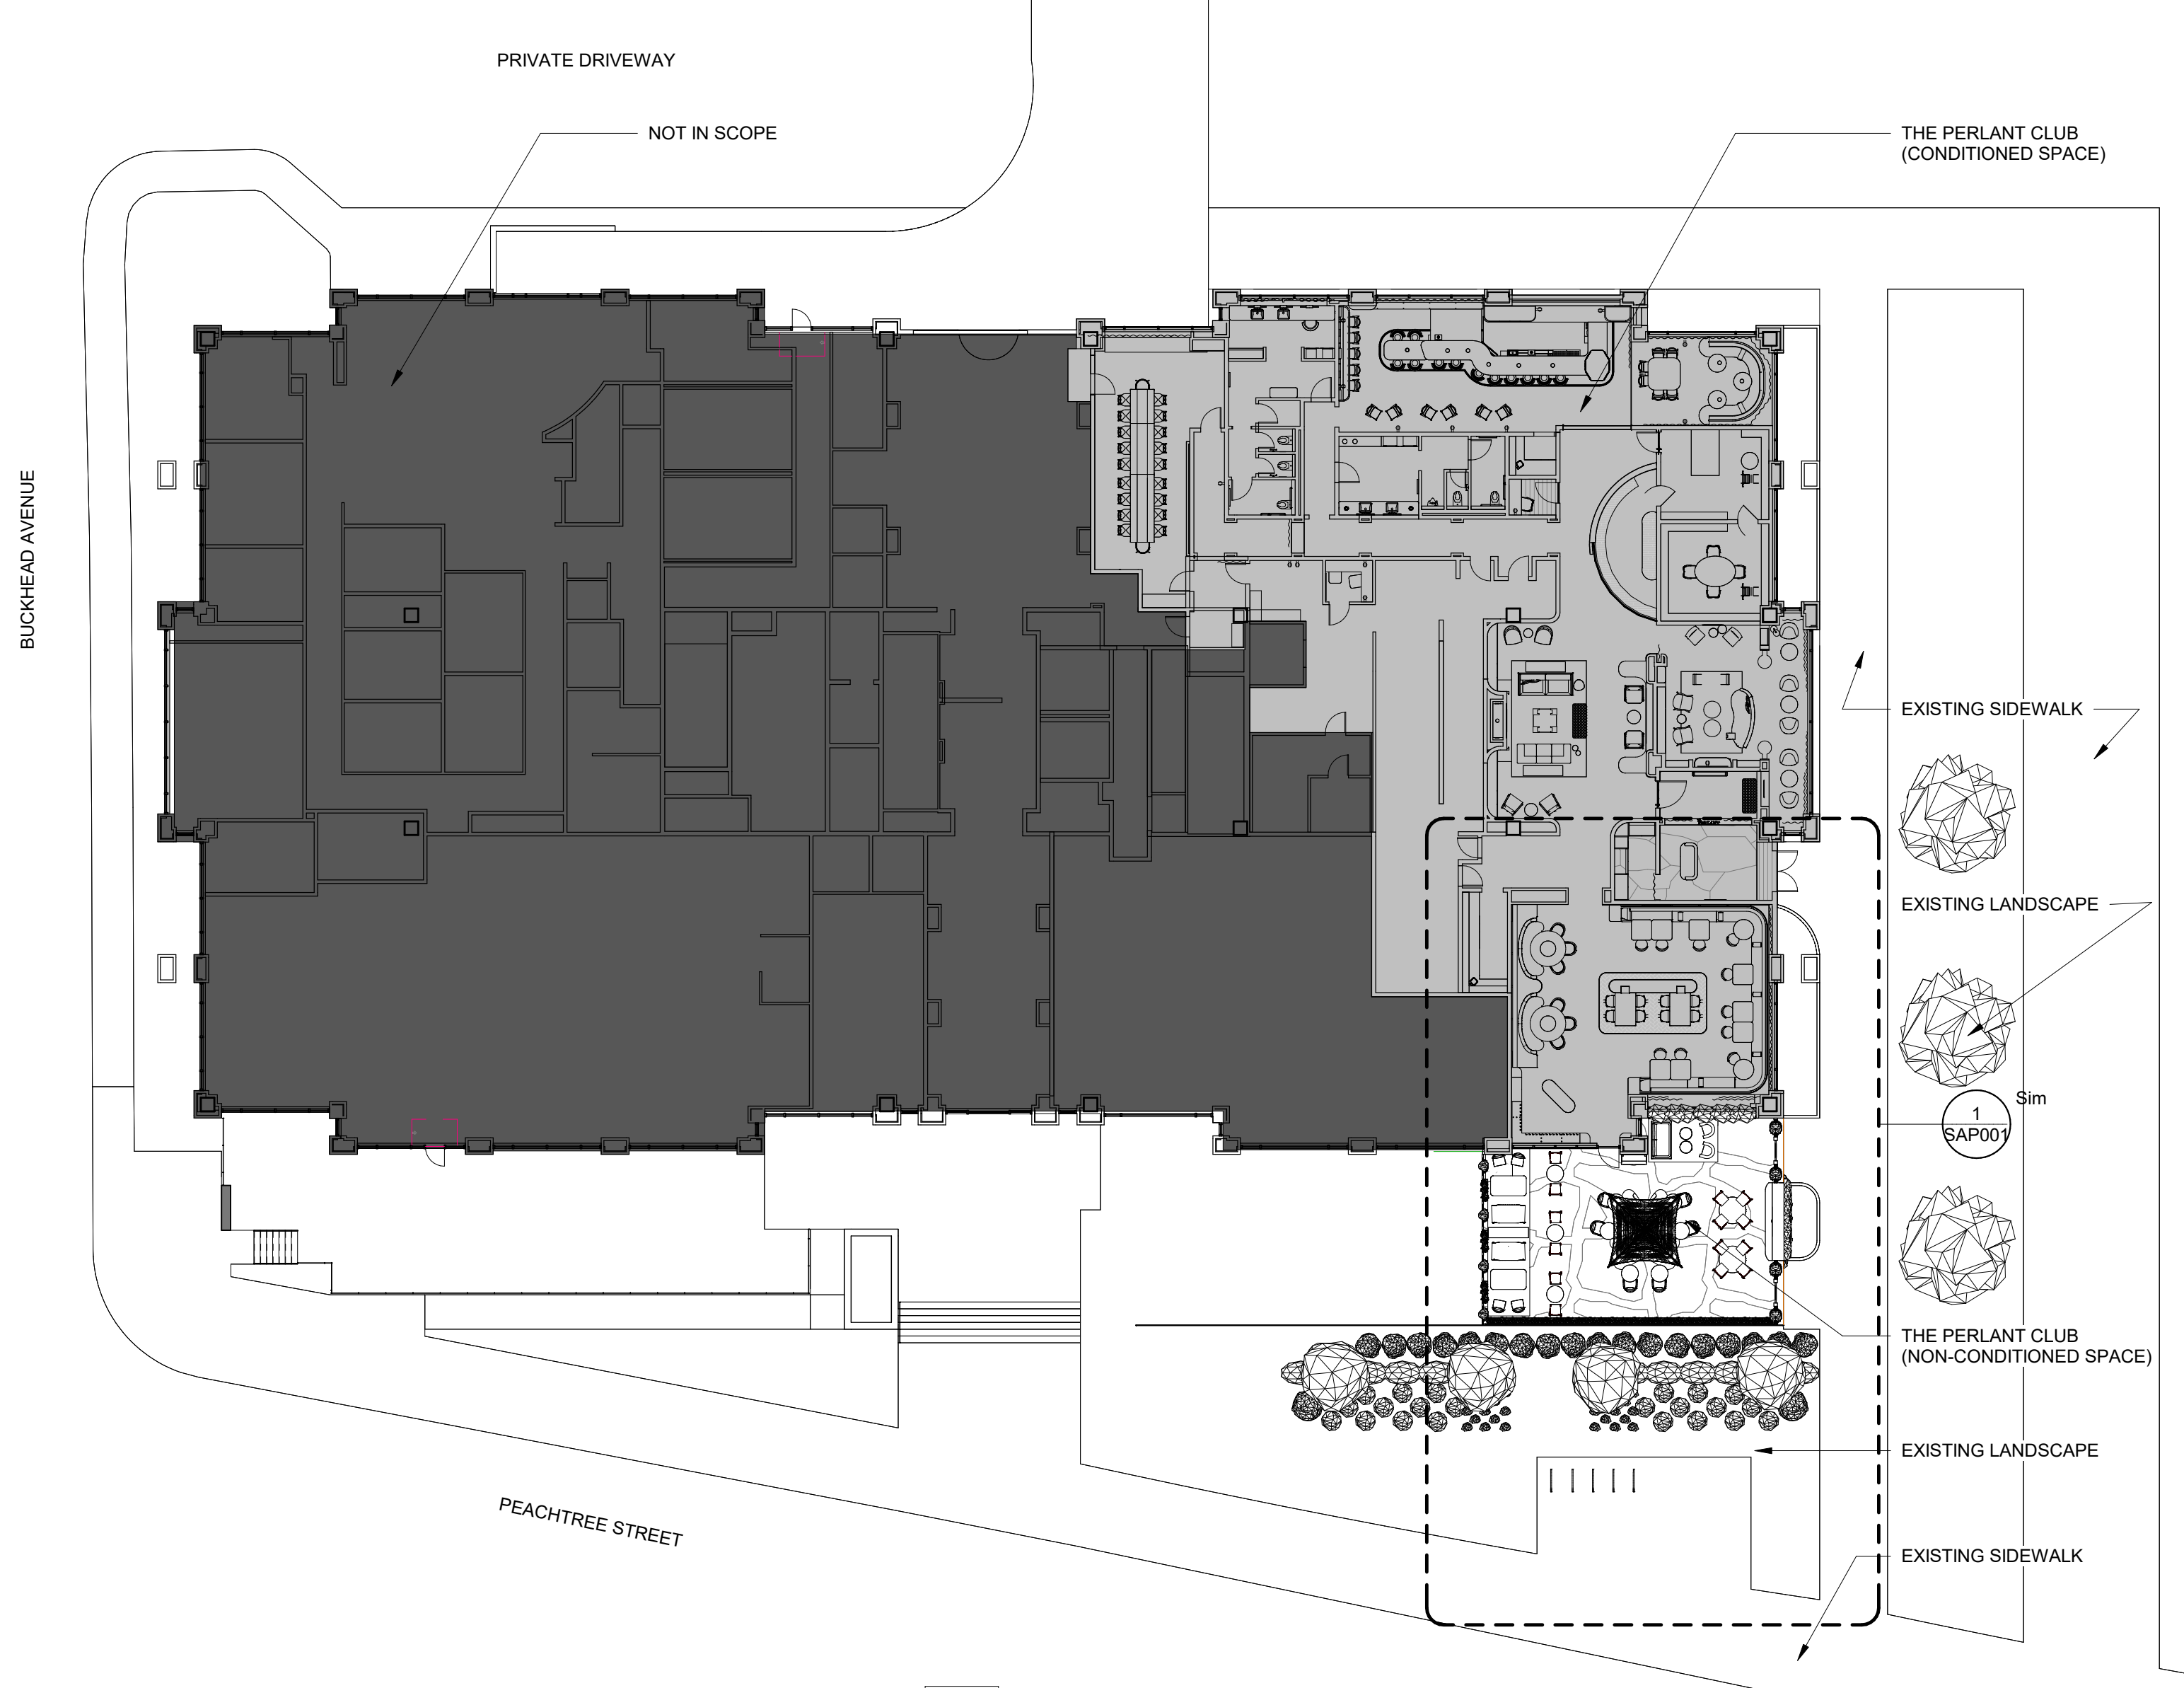 PRIVATE DRIVEWAY
NOT IN SCOPE
THE PERLANT CLUB
(CONDITIONED SPACE)
BUCKHEAD AVENUE
EXISTING SIDEWALK
EXISTING LANDSCAPE
Sim
1
SAP001
THE PERLANT CLUB
(NON-CONDITIONED SPACE)
EXISTING LANDSCAPE
PEACHTREE STREET
EXISTING SIDEWALK